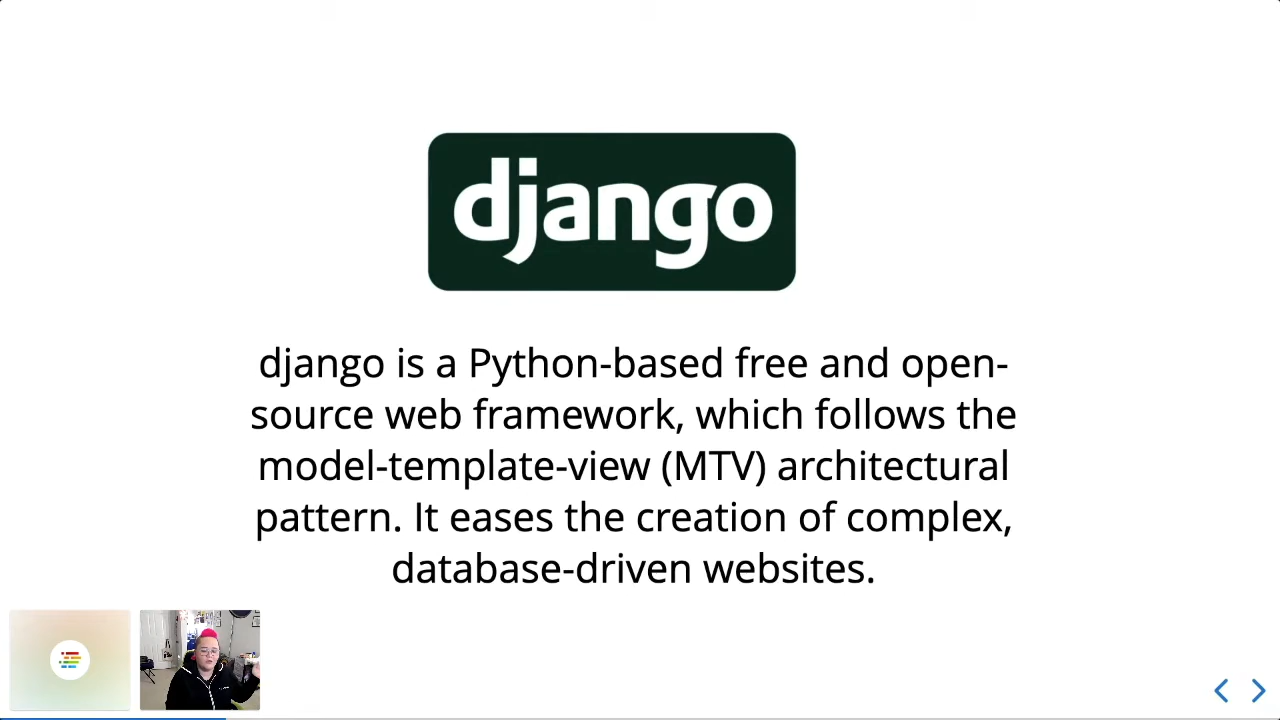 django
django is a Python-based free and open-
source web framework, which follows the
model-template-view (MTV) architectural
pattern. It eases the creation of complex,
database-driven websites.